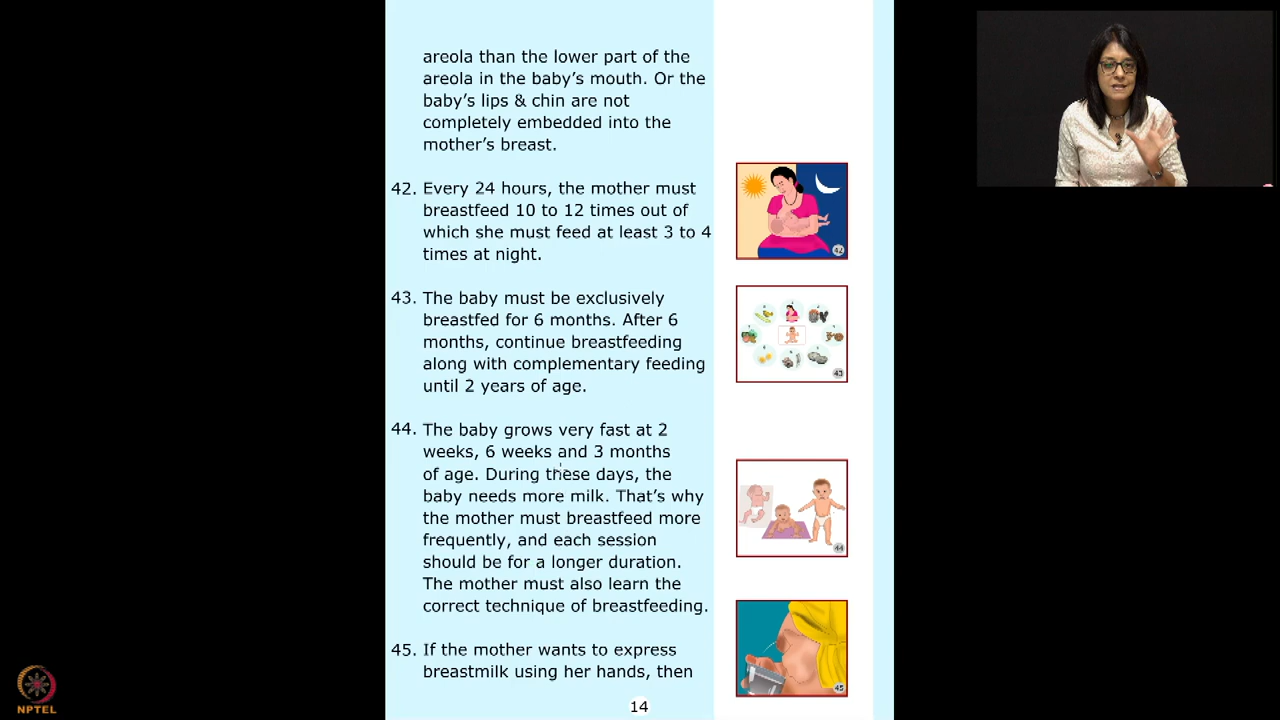 areola than the lower part of the
areola in the baby's mouth. Or the
baby's lips & chin are not
completely embedded into the
mother's breast.
42. Every 24 hours, the mother must
breastfeed 10 to 12 times out of
which she must feed at least 3 to 4
times at night.
42
43. The baby must be exclusively
breastfed for 6 months. After 6
months, continue breastfeeding
along with complementary feeding
until 2 years of age.
43
44. The baby grows very fast at 2
weeks, 6 weeks and 3 months
of age. During these days, the
baby needs more milk. That's why
the mother must breastfeed more
frequently, and each session
should be for a longer duration.
The mother must also learn the
correct technique of breastfeeding.
44
45. If the mother wants to express
breastmilk using her hands, then
45
14
NPTEL